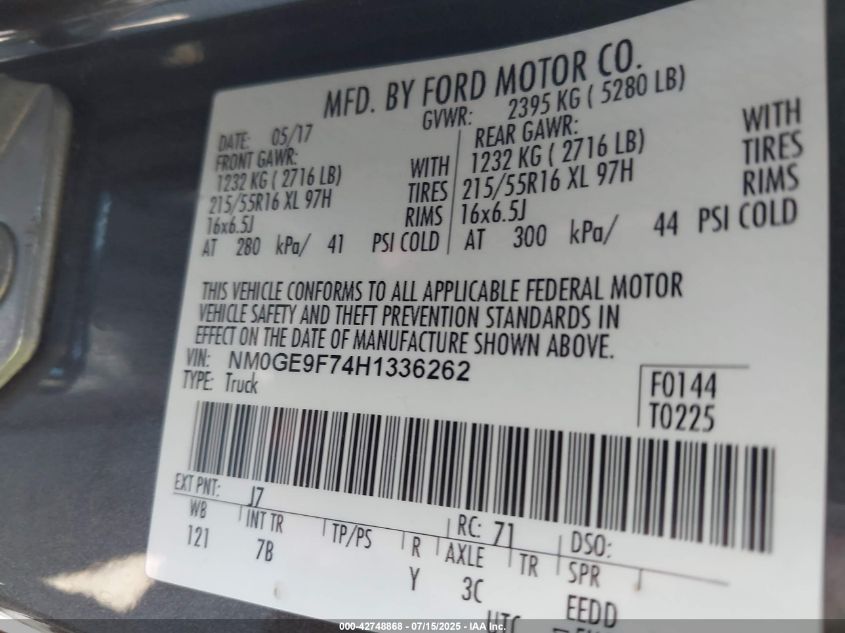 MFD. BY FORD MOTOR CO.
DATE: 05/17 GVWR: 2395 KG ( 5280 LB)
FRONT GAWR: REAR GAWR:
1232 KG ( 2716 LB) WITH 1232 KG ( 2716 LB) WITH
215/55R16 XL 97H TIRES 215/55R16 XL 97H TIRES
16x6.5J RIMS 16x6.5J RIMS
AT 280 kPa/ 41 PSI COLD AT 300 kPa/ 44 PSI COLD
THIS VEHICLE CONFORMS TO ALL APPLICABLE FEDERAL MOTOR
VEHICLE SAFETY AND THEFT PREVENTION STANDARDS IN
EFFECT ON THE DATE OF MANUFACTURE SHOWN ABOVE.
VIN: NM0GE9F74H1336262
TYPE: Truck
F0144
T0225
EXT PNT: J7 RC: 71 DSO:
WB INT TR TP/PS R AXLE TR SPR
121 7B Y 3C EEDD
000-42748868 - 07/15/2025 - IAA Inc.